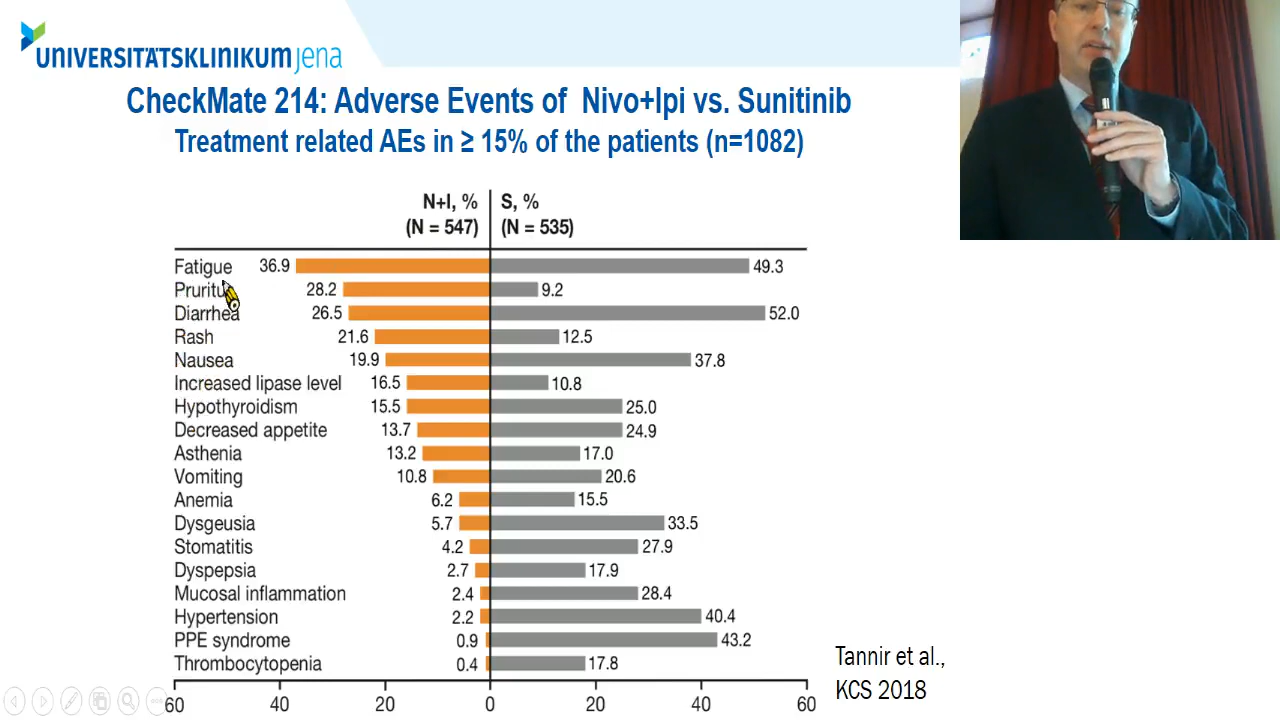 UNIVERSITÄTSKLINIKUM jena
CheckMate 214: Adverse Events of Nivo+Ipi vs. Sunitinib
Treatment related AEs in ≥ 15% of the patients (n=1082)
N+I, % S, %
(N = 547) (N = 535)
Fatigue 36.9 49.3
Pruritu 28.2 9.2
Diarrhea 26.5 52.0
Rash 21.6 12.5
Nausea 19.9 37.8
Increased lipase level 16.5 10.8
Hypothyroidism 15.5 25.0
Decreased appetite 13.7 24.9
Asthenia 13.2 17.0
Vomiting 10.8 20.6
Anemia 6.2 15.5
Dysgeusia 5.7 33.5
Stomatitis 4.2 27.9
Dyspepsia 2.7 17.9
Mucosal inflammation 2.4 28.4
Hypertension 2.2 40.4
PPE syndrome 0.9 43.2
Thrombocytopenia 0.4 17.8
60 40 20 0 20 40 60
Tannir et al.,
KCS 2018